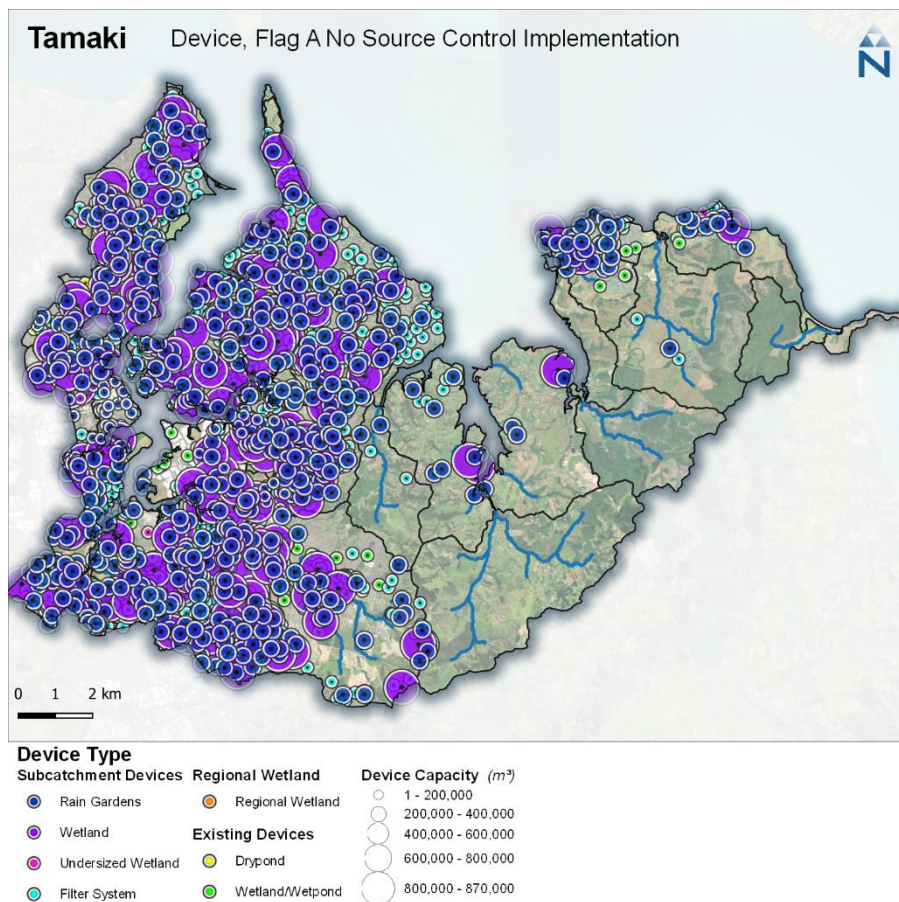 Tamaki Device, Flag A No Source Control Implementation
N
0 1 2 km
Device Type
Subcatchment Devices Regional Wetland Device Capacity (m³)
Rain Gardens Regional Wetland 1 - 200,000
200,000 - 400,000
Wetland Existing Devices 400,000 - 600,000
Undersized Wetland Drypond 600,000 - 800,000
Filter System Wetland/Wetpond 800,000 - 870,000